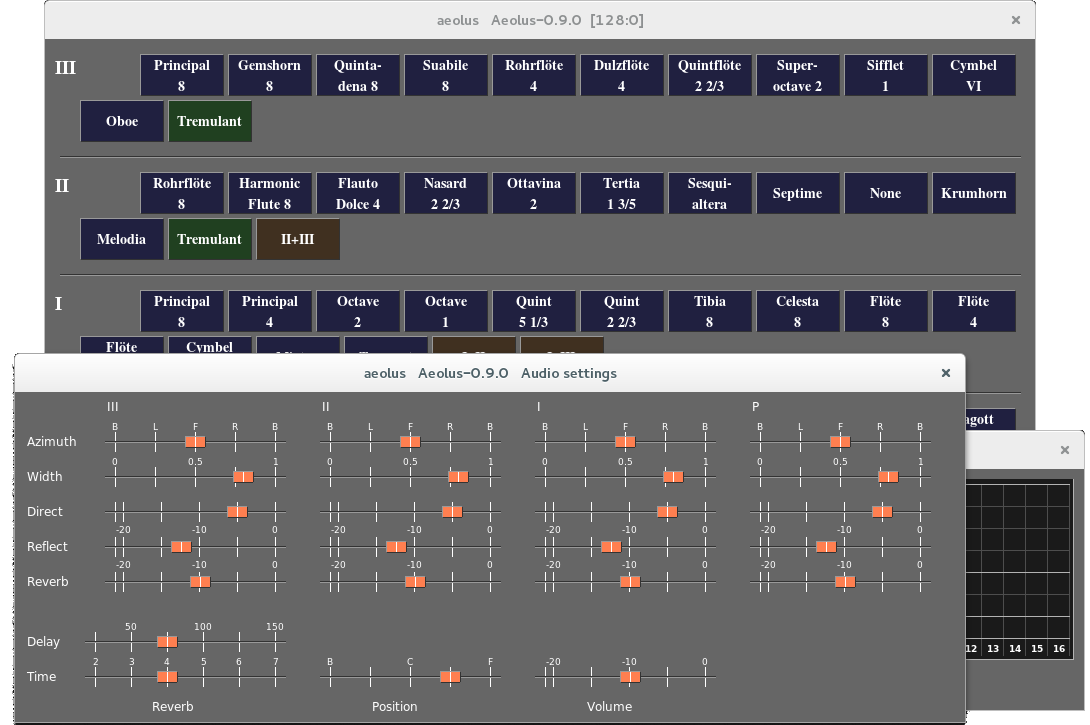 aeolus Aeolus-0.9.0 [128:0]
III
Principal 8
Gemshorn 8
Quinta-
dena 8
Suabile 8
Rohrflöte 4
Dulzflöte 4
Quintflöte 2 2/3
Super-
octave 2
Sifflet 1
Cymbel VI
Oboe
Tremulant
II
Rohrflöte 8
Harmonic
Flute 8
Flauto
Dolce 4
Nasard 2 2/3
Ottavina 2
Tertia 1 3/5
Sesqui-
altera
Septime
None
Krumhorn
Melodia
Tremulant
II+III
I
Principal 8
Principal 4
Octave 2
Octave 1
Quint 5 1/3
Quint 2 2/3
Tibia 8
Celesta 8
Flöte 8
Flöte 4
Flöte
Cymbel
aeolus Aeolus-0.9.0 Audio settings
III II I P
B L F R B B L F R B B L F R B B L F R B
Azimuth
0 0.5 1 0 0.5 1 0 0.5 1 0 0.5 1
Width
Direct
-20 -10 0 -20 -10 0 -20 -10 0 -20 -10 0
Reflect
-20 -10 0 -20 -10 0 -20 -10 0 -20 -10 0
Reverb
50 100 150
Delay
2 3 4 5 6 7 B C F -20 -10 0
Time
Reverb Position Volume
agott
12 13 14 15 16